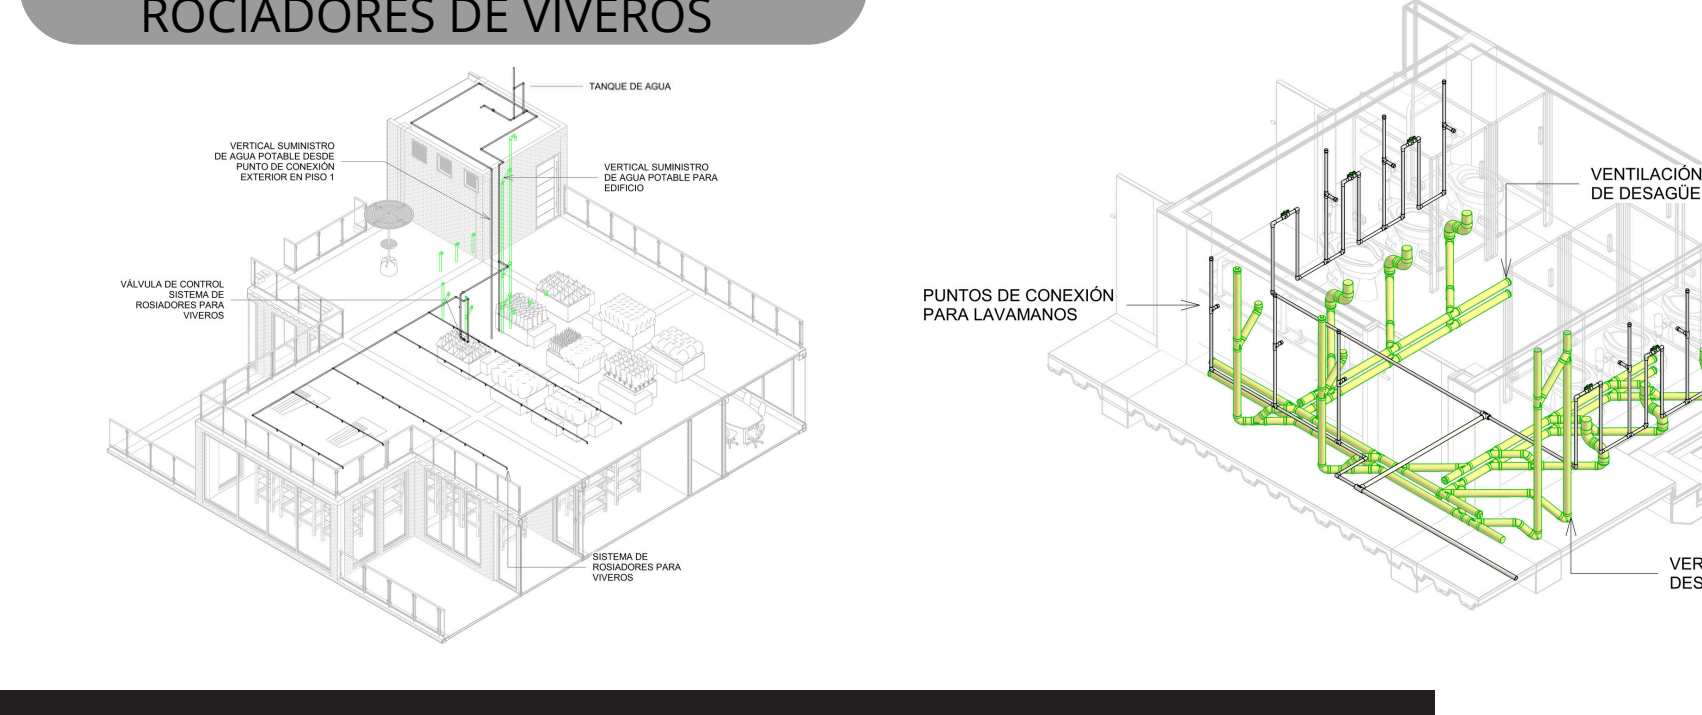 ROCIADORES DE VIVEROS
TANQUE DE AGUA
VERTICAL SUMINISTRO
DE AGUA POTABLE DESDE
PUNTO DE CONEXIÓN
EXTERIOR EN PISO 1
VERTICAL SUMINISTRO
DE AGUA POTABLE PARA
EDIFICIO
VÁLVULA DE CONTROL
SISTEMA DE
ROSIADORES PARA
VIVEROS
SISTEMA DE
ROSIADORES PARA
VIVEROS
VENTILACIÓN
DE DESAGÜE
PUNTOS DE CONEXIÓN
PARA LAVAMANOS
VER
DES